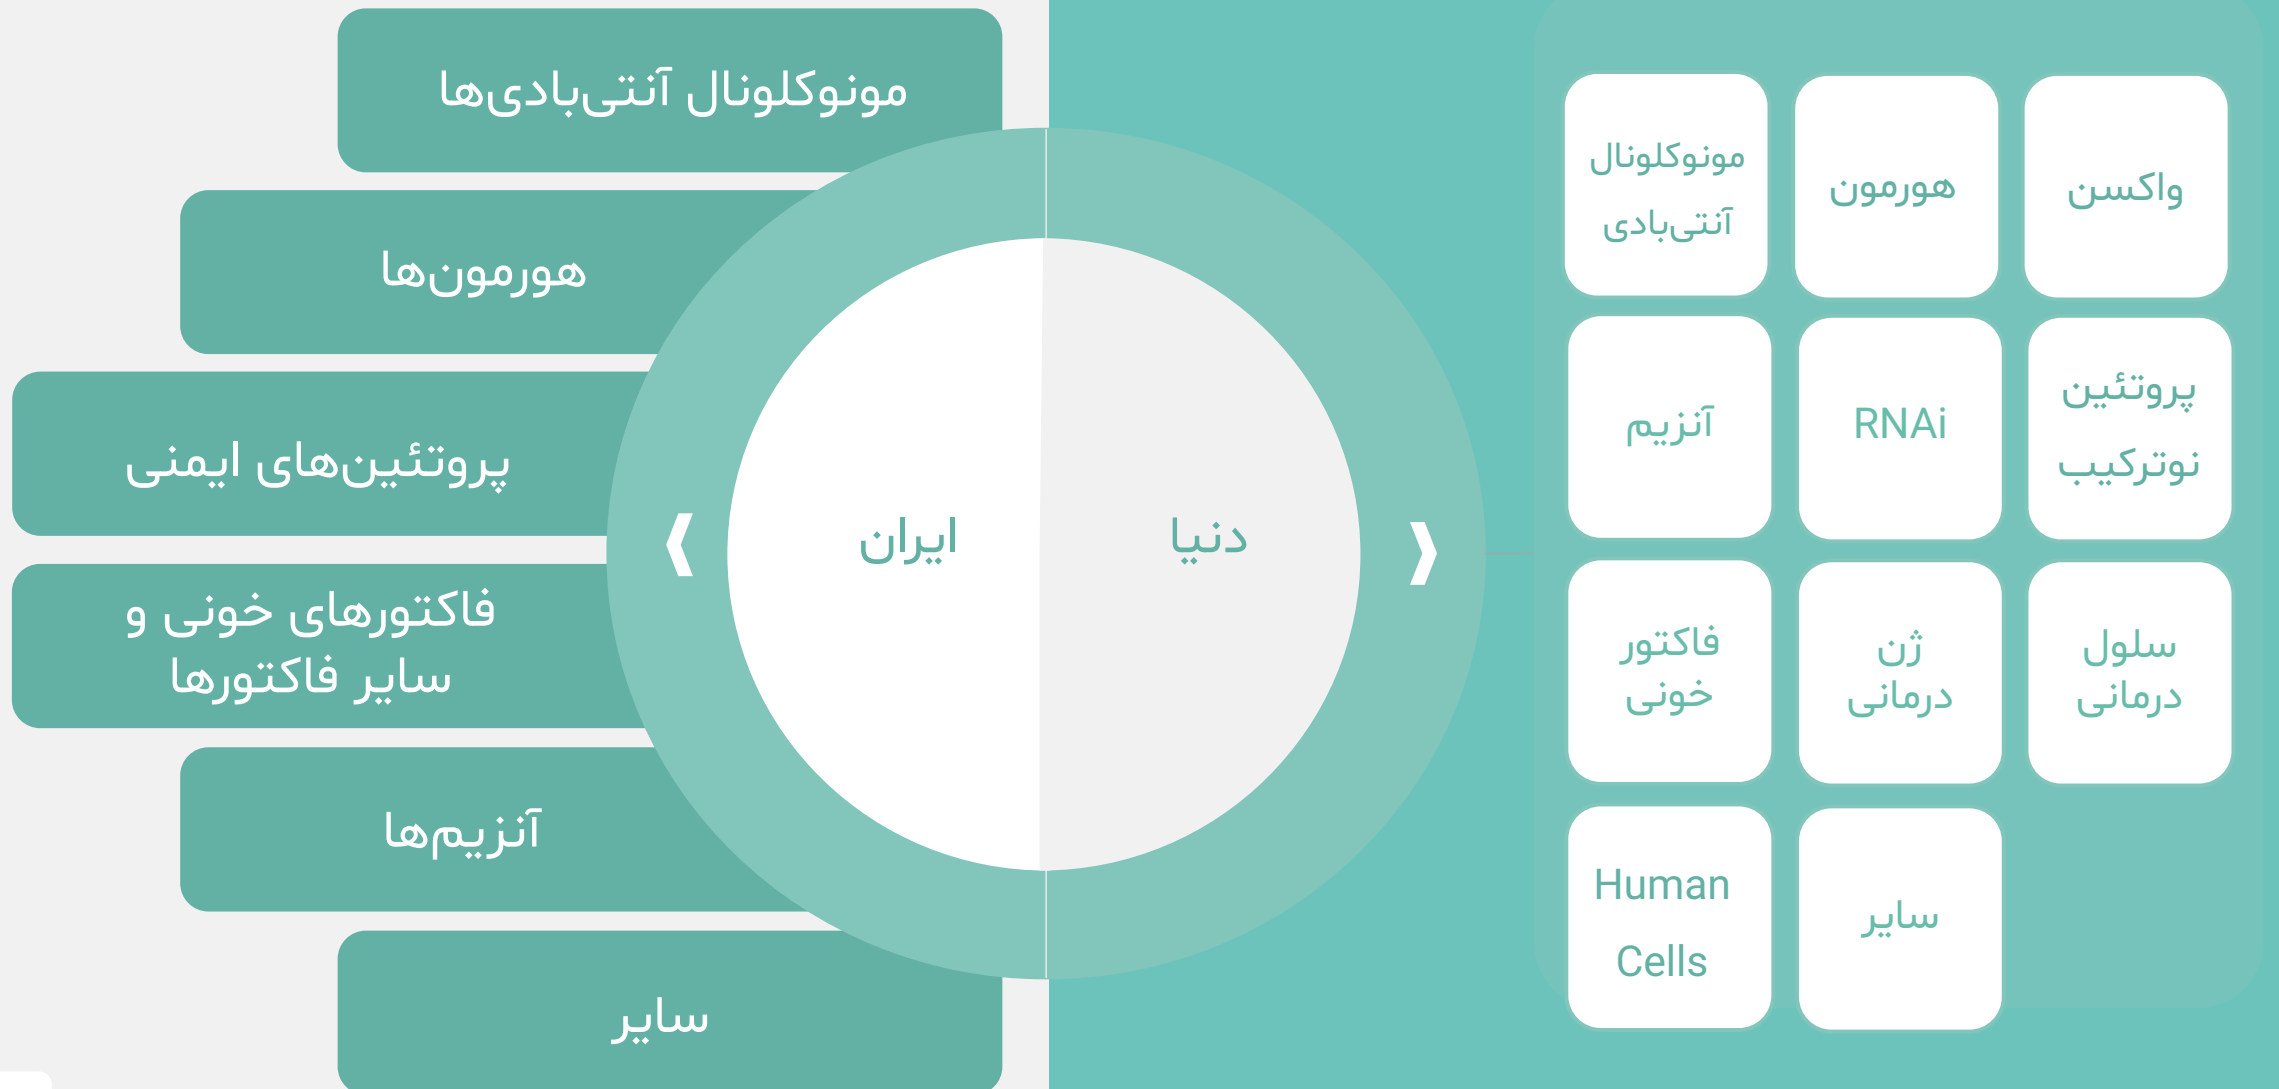 واکسن
هورمون
مونوکلونال
آنتی‌بادی
پروتئین
نوترکیب
RNAi
آنزیم
سلول
درمانی
ژن
درمانی
فاکتور
خونی
سایر
Human
Cells
دنیا
ایران
مونوکلونال آنتی‌بادی‌ها
هورمون‌ها
پروتئین‌های ایمنی
فاکتورهای خونی و
سایر فاکتورها
آنزیم‌ها
سایر